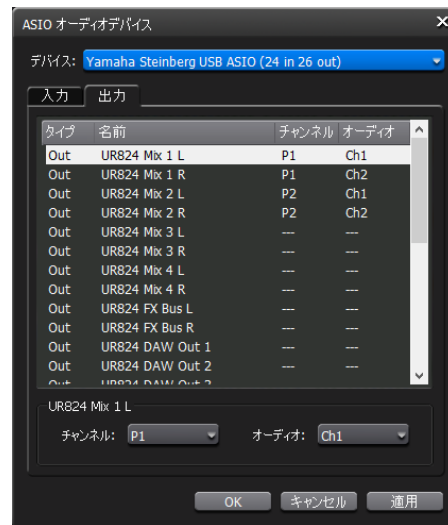 ASIO オーディオデバイス
デバイス: Yamaha Steinberg USB ASIO (24 in 26 out)
入力 出力
タイプ 名前 チャンネル オーディオ
Out UR824 Mix 1 L P1 Ch1
Out UR824 Mix 1 R P1 Ch2
Out UR824 Mix 2 L P2 Ch1
Out UR824 Mix 2 R P2 Ch2
Out UR824 Mix 3 L --- ---
Out UR824 Mix 3 R --- ---
Out UR824 Mix 4 L --- ---
Out UR824 Mix 4 R --- ---
Out UR824 FX Bus L --- ---
Out UR824 FX Bus R --- ---
Out UR824 DAW Out 1 --- ---
Out UR824 DAW Out 2 --- ---
Out UR824 DAW Out 3
UR824 Mix 1 L
チャンネル: P1 オーディオ: Ch1
OK キャンセル 適用